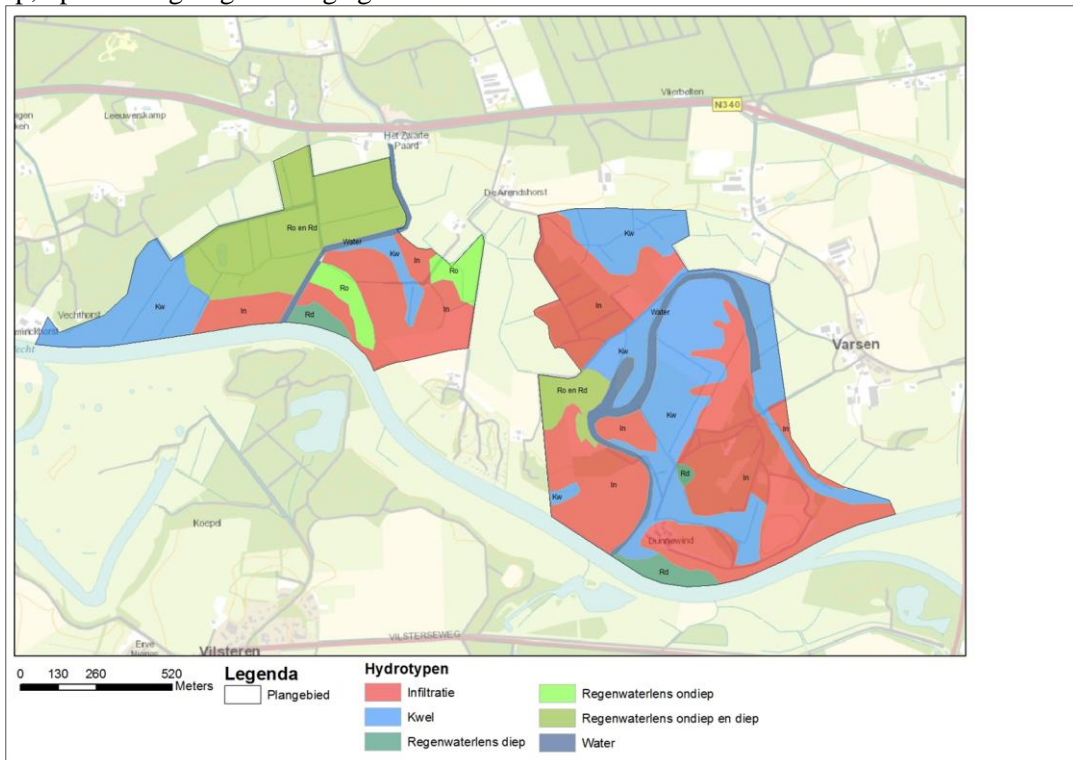 Vlierbelten
N340
Leeuwerskamp
Het Zwarte
Paard
De Arendshorst
Ro en Rd
Water
Kw
In
Ro
Kw
Ro
In
Kw
Vechthorst
In
Rd
In
Water
Varsen
Kw
Ro en Rd
Kw
In
In
Rd
In
In
Kw
Dunnewind
Rd
Koepel
Erve
Vilsteren
VILSTERSEWEG
0 130 260 520
Meters
Legenda
Plangebied
Hydrotypen
Infiltratie
Kwel
Regenwaterlens diep
Regenwaterlens ondiep
Regenwaterlens ondiep en diep
Water